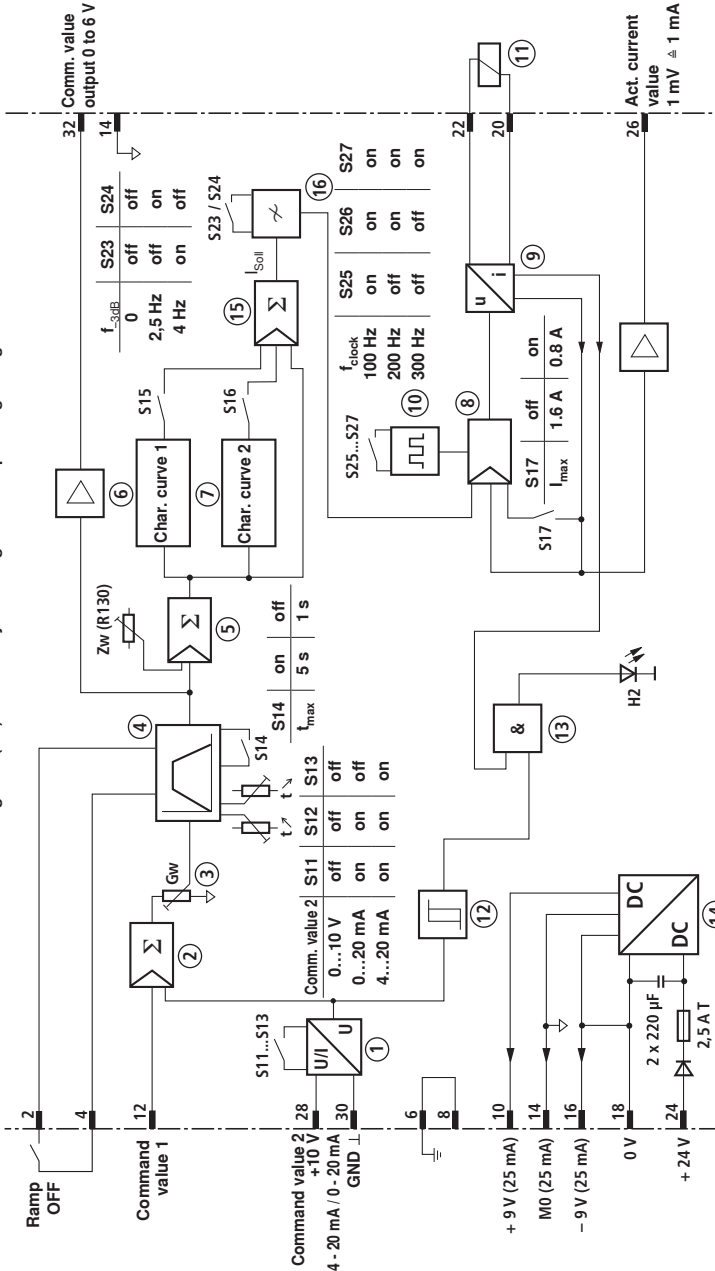 Ramp
OFF
2
4
Command
value 1
12
Command value 2
+10 V
4 - 20 mA / 0 - 20 mA
GND ⊥
28
30
6
8
+ 9 V (25 mA)
10
M0 (25 mA)
14
− 9 V (25 mA)
16
0 V
18
+ 24 V
24
S11...S13
U/I
U
1
Σ
2
Gw
3
4
t
t
S14
Comm. value 2 S11 S12 S13
0...10 V off off off
0...20 mA on on off
4...20 mA on on on
S14 on off
tmax 5 s 1 s
Zw (R130)
Σ
5
6
Char. curve 1
S15
7
Char. curve 2
S16
f–3dB S23 S24
0 off off
2,5 Hz off on
4 Hz on off
32
Comm. value
output 0 to 6 V
14
Σ
15
ISoll
S23 / S24
16
fclock S25 S26 S27
100 Hz on on on
200 Hz off on on
300 Hz off off on
S25...S27
10
8
S17
S17 off on
Imax 1.6 A 0.8 A
u
i
9
22
20
11
26
Act. current
value
1 mV ≙ 1 mA
12
&
13
H2
DC
DC
14
2 x 220 µF
2,5 A T